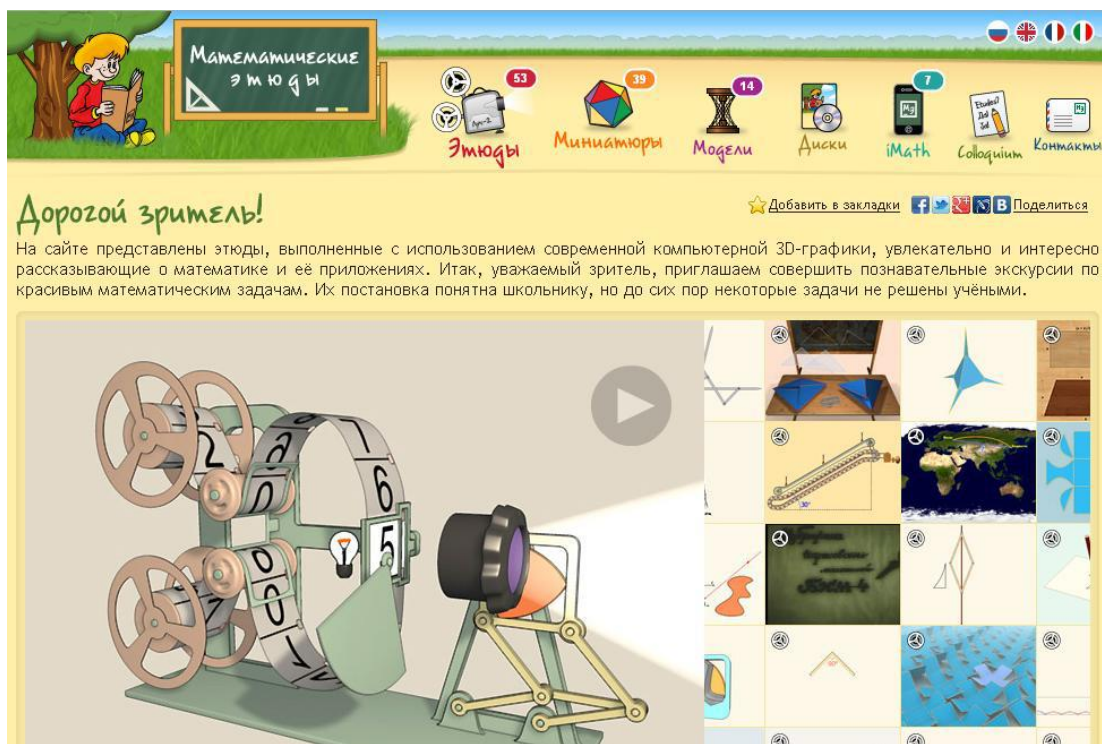 Математические
этюды
53
39
14
7
Этюды
Миниатюры
Модели
Диски
iMath
Colloquium
Контакты
Дорогой зритель!
Добавить в закладки
Поделиться
На сайте представлены этюды, выполненные с использованием современной компьютерной 3D-графики, увлекательно и интересно
рассказывающие о математике и её приложениях. Итак, уважаемый зритель, приглашаем совершить познавательные экскурсии по
красивым математическим задачам. Их постановка понятна школьнику, но до сих пор некоторые задачи не решены учёными.
6
5
30°